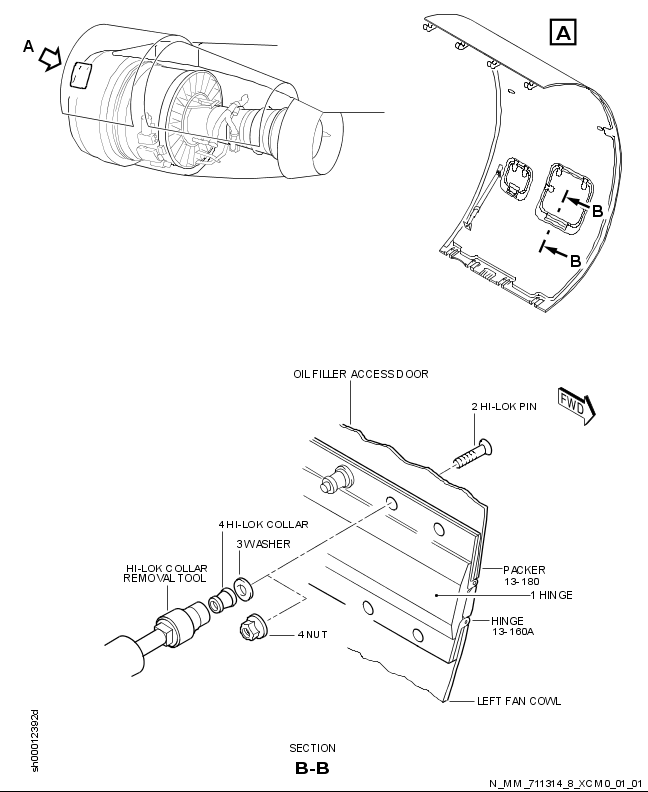 A
A
B
B
OIL FILLER ACCESS DOOR
FWD
2 HI-LOK PIN
4 HI-LOK COLLAR
3 WASHER
HI-LOK COLLAR
REMOVAL TOOL
PACKER
13-180
1 HINGE
HINGE
13-160A
4 NUT
LEFT FAN COWL
sh00012392d
SECTION
B-B
N_MM_711314_8_XCM0_01_01